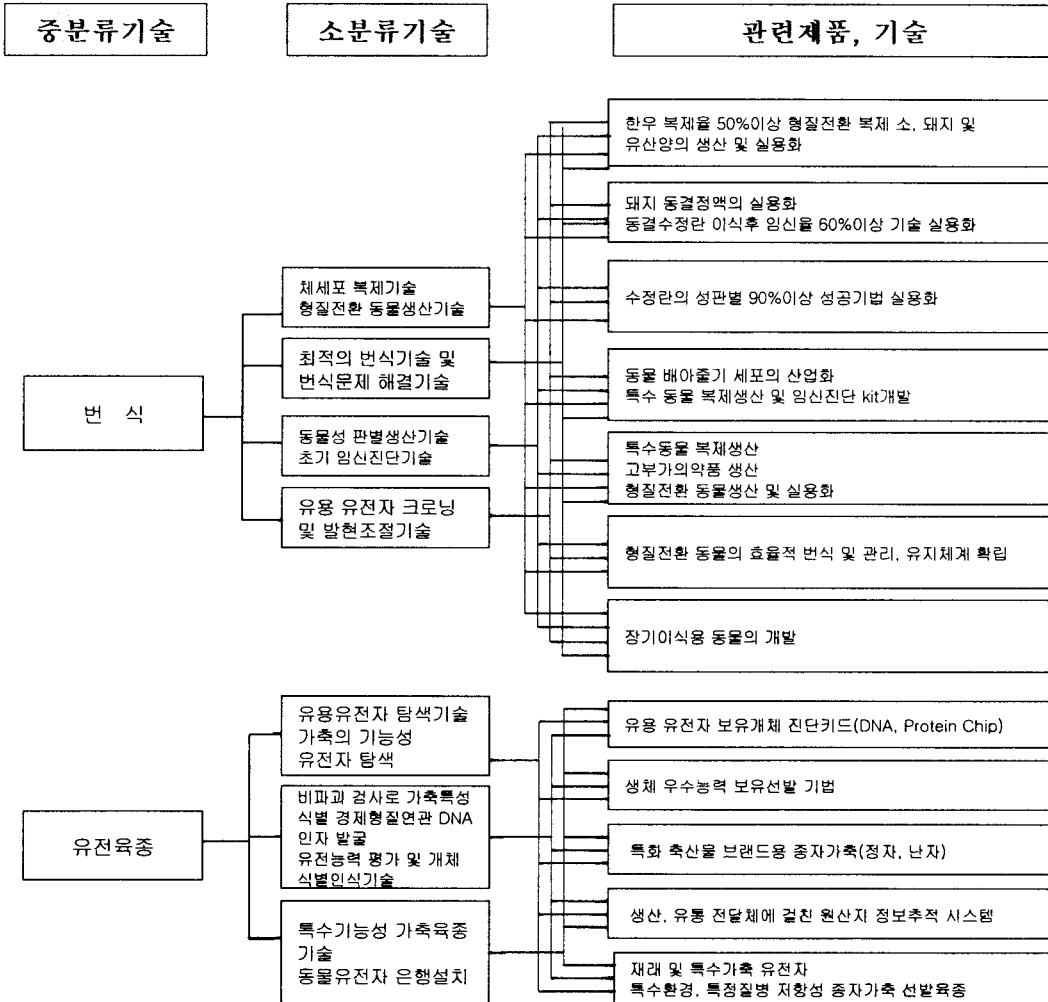 중분류기술
소분류기술
관련제품, 기술
번 식
체세포 복제기술
형질전환 동물생산기술
최적의 번식기술 및
번식문제 해결기술
동물성 판별생산기술
초기 임신진단기술
유용 유전자 크로닝
및 발현조절기술
한우 복제율 50%이상 형질전환 복제 소, 돼지 및
유산양의 생산 및 실용화
돼지 동결정액의 실용화
동결수정란 이식후 임신율 60%이상 기술 실용화
수정란의 성판별 90%이상 성공기법 실용화
동물 배아줄기 세포의 산업화
특수 동물 복제생산 및 임신진단 kit개발
특수동물 복제생산
고부가의약품 생산
형질전환 동물생산 및 실용화
형질전환 동물의 효율적 번식 및 관리, 유지체계 확립
장기이식용 동물의 개발
유전육종
유용유전자 탐색기술
가축의 기능성
유전자 탐색
비파괴 검사로 가축특성
식별 경제형질연관 DNA
인자 발굴
유전능력 평가 및 개체
식별인식기술
특수기능성 가축육종
기술
동물유전자 은행설치
유용 유전자 보유개체 진단키드(DNA, Protein Chip)
생체 우수능력 보유선발 기법
특화 축산물 브랜드용 종자가축(정자, 난자)
생산, 유통 전달체에 걸친 원산지 정보추적 시스템
재래 및 특수가축 유전자
특수환경, 특정질병 저항성 종자가축 선발육종